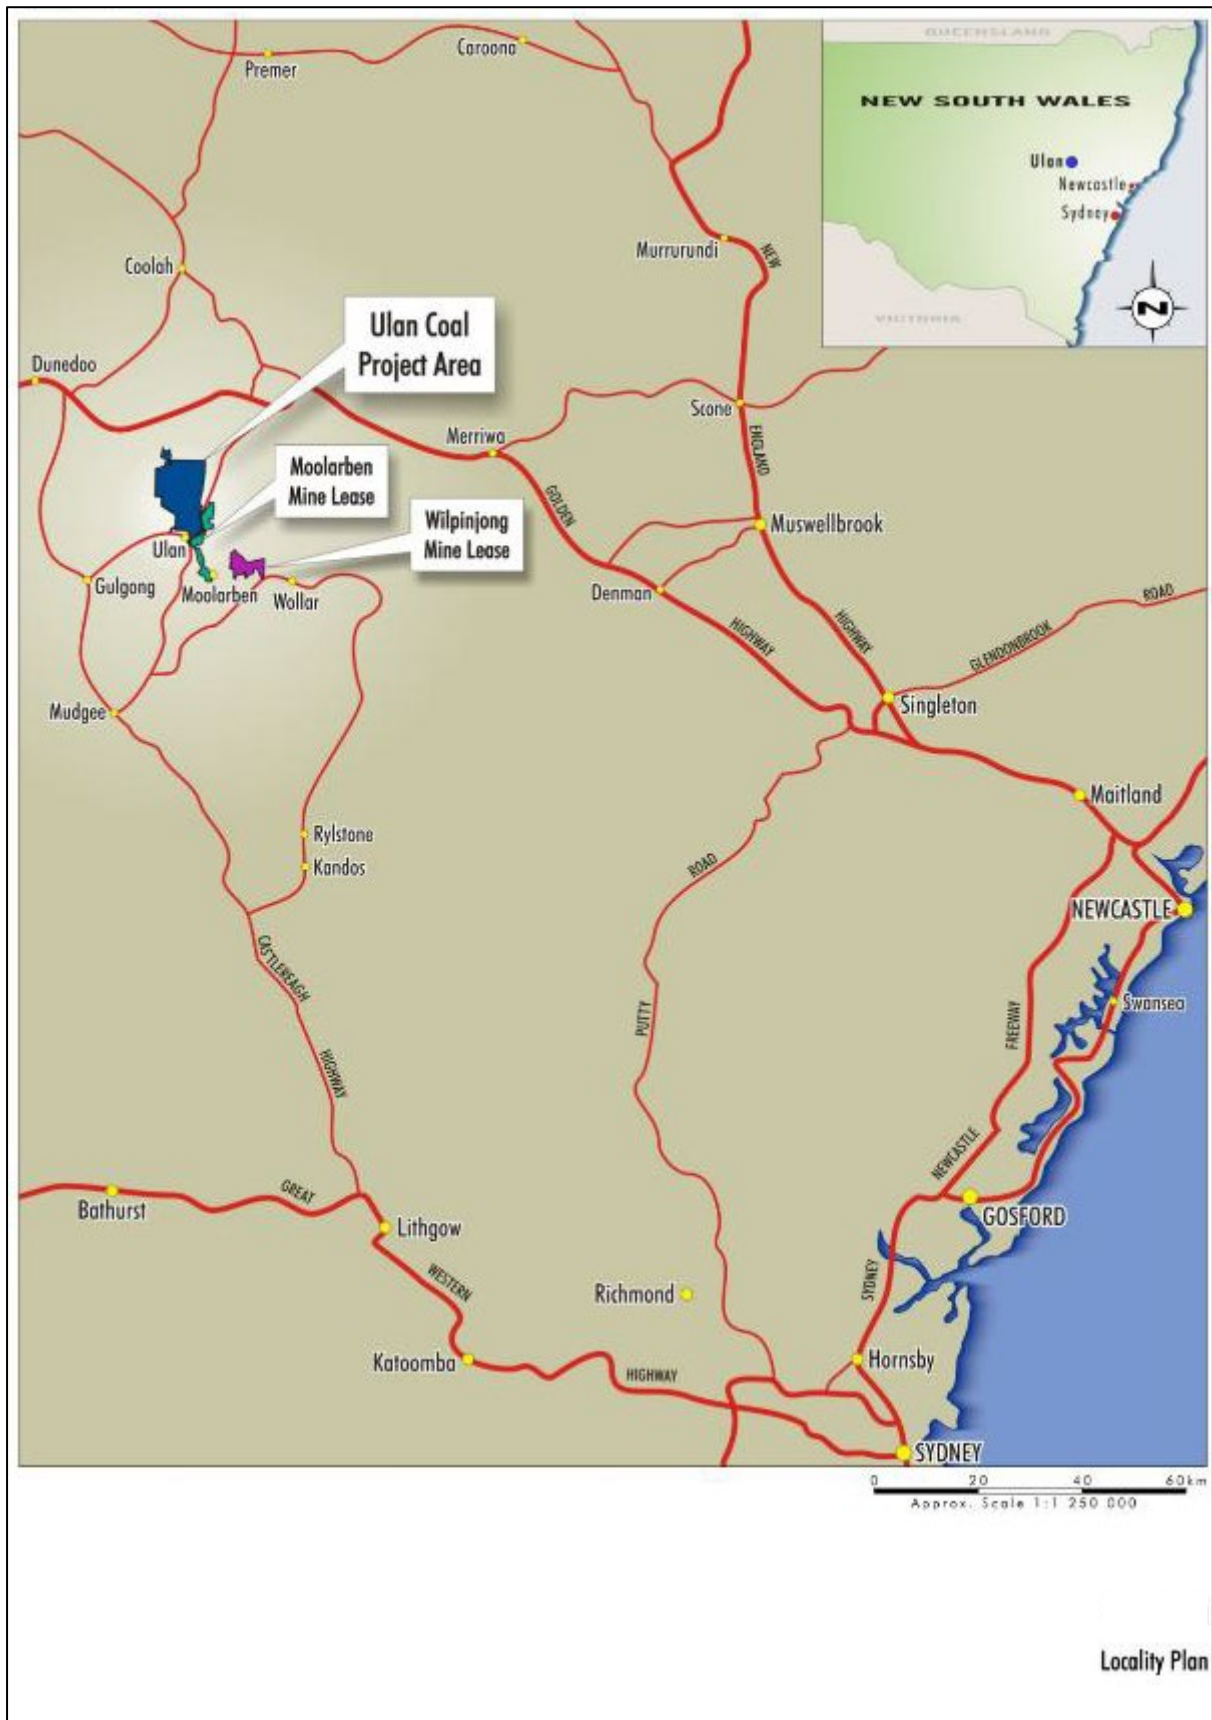 Caroona
Premer
QUEENSLAND
NEW SOUTH WALES
Ulan
Newcastle
Sydney
VICTORIA
N
Murrurundi
NEW
Coolah
Ulan Coal
Project Area
Dunedoo
Scone
Merriwa
ENGLAND
Moolarben
Mine Lease
GOLDEN
Wilpinjong
Mine Lease
Muswellbrook
Ulan
Gulgong
Moolarben
Wollar
Denman
HIGHWAY
HIGHWAY
GLENDONBROOK
ROAD
Singleton
Mudgee
Maitland
Rylstone
Kandos
ROAD
NEWCASTLE
CASTLEREAGH
HIGHWAY
PUTTY
FREEWAY
Swansea
NEWCASTLE
GREAT
Bathurst
GOSFORD
Lithgow
WESTERN
SYDNEY
Richmond
Katoomba
HIGHWAY
Hornsby
SYDNEY
0 20 40 60km
Approx. Scale 1:1 250 000
Locality Plan